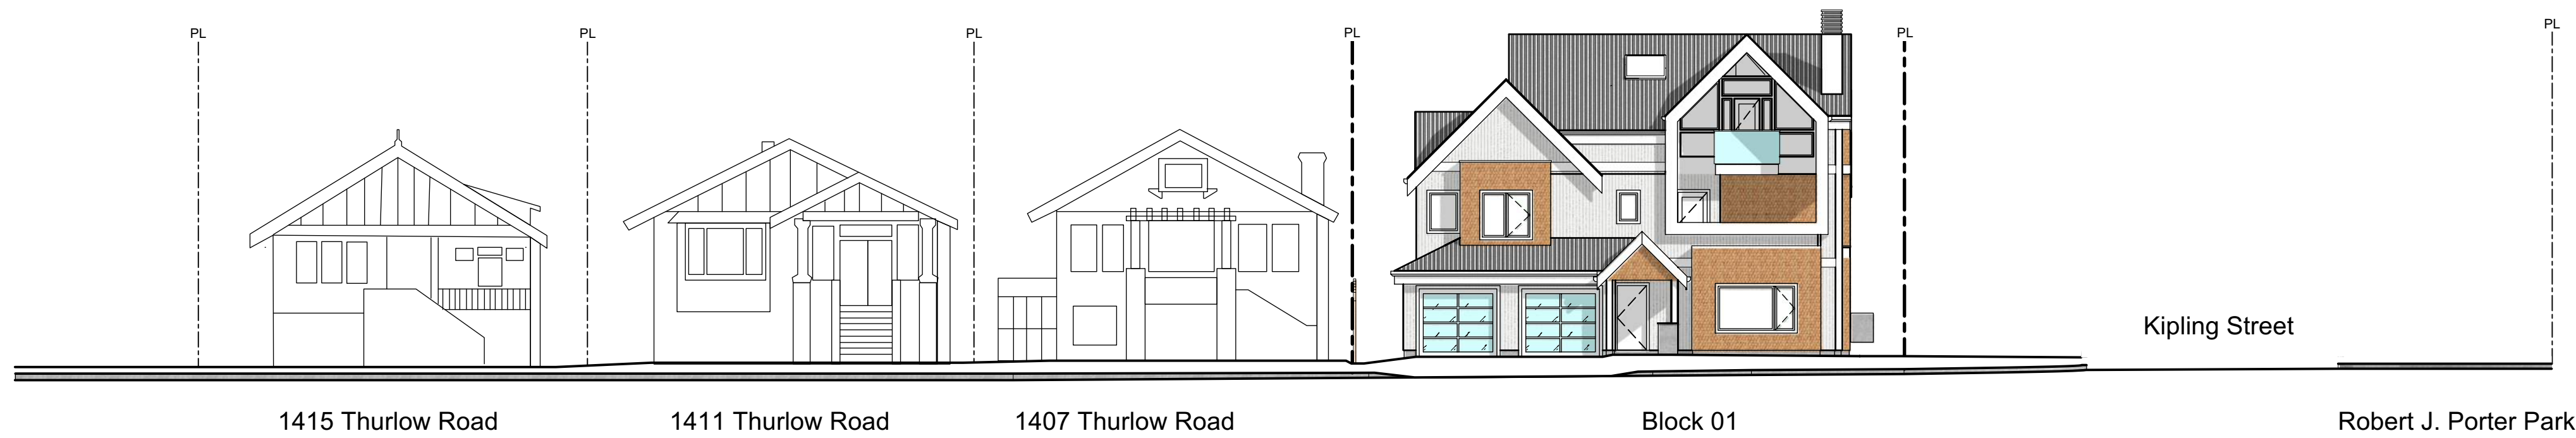 PL
PL
PL
PL
PL
PL
Kipling Street
1415 Thurlow Road
1411 Thurlow Road
1407 Thurlow Road
Block 01
Robert J. Porter Park